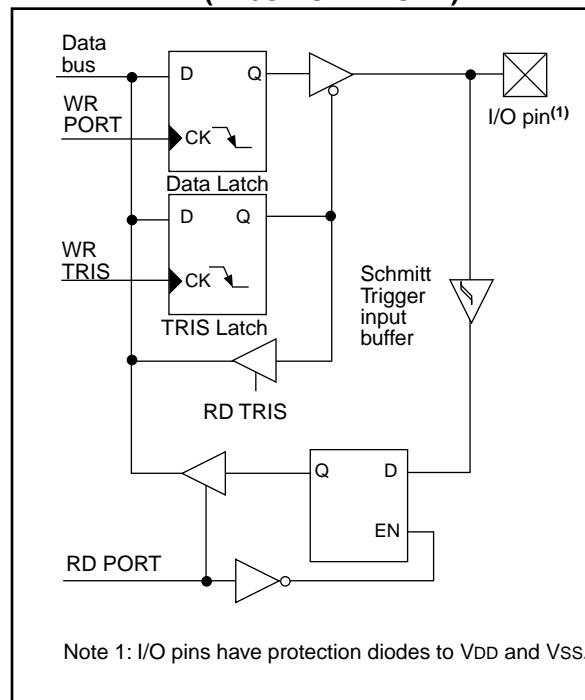 Data
bus
D
Q
WR
PORT
CK
Data Latch
I/O pin(1)
D
Q
WR
TRIS
CK
TRIS Latch
Schmitt
Trigger
input
buffer
RD TRIS
Q
D
EN
RD PORT
Note 1: I/O pins have protection diodes to VDD and VSS.